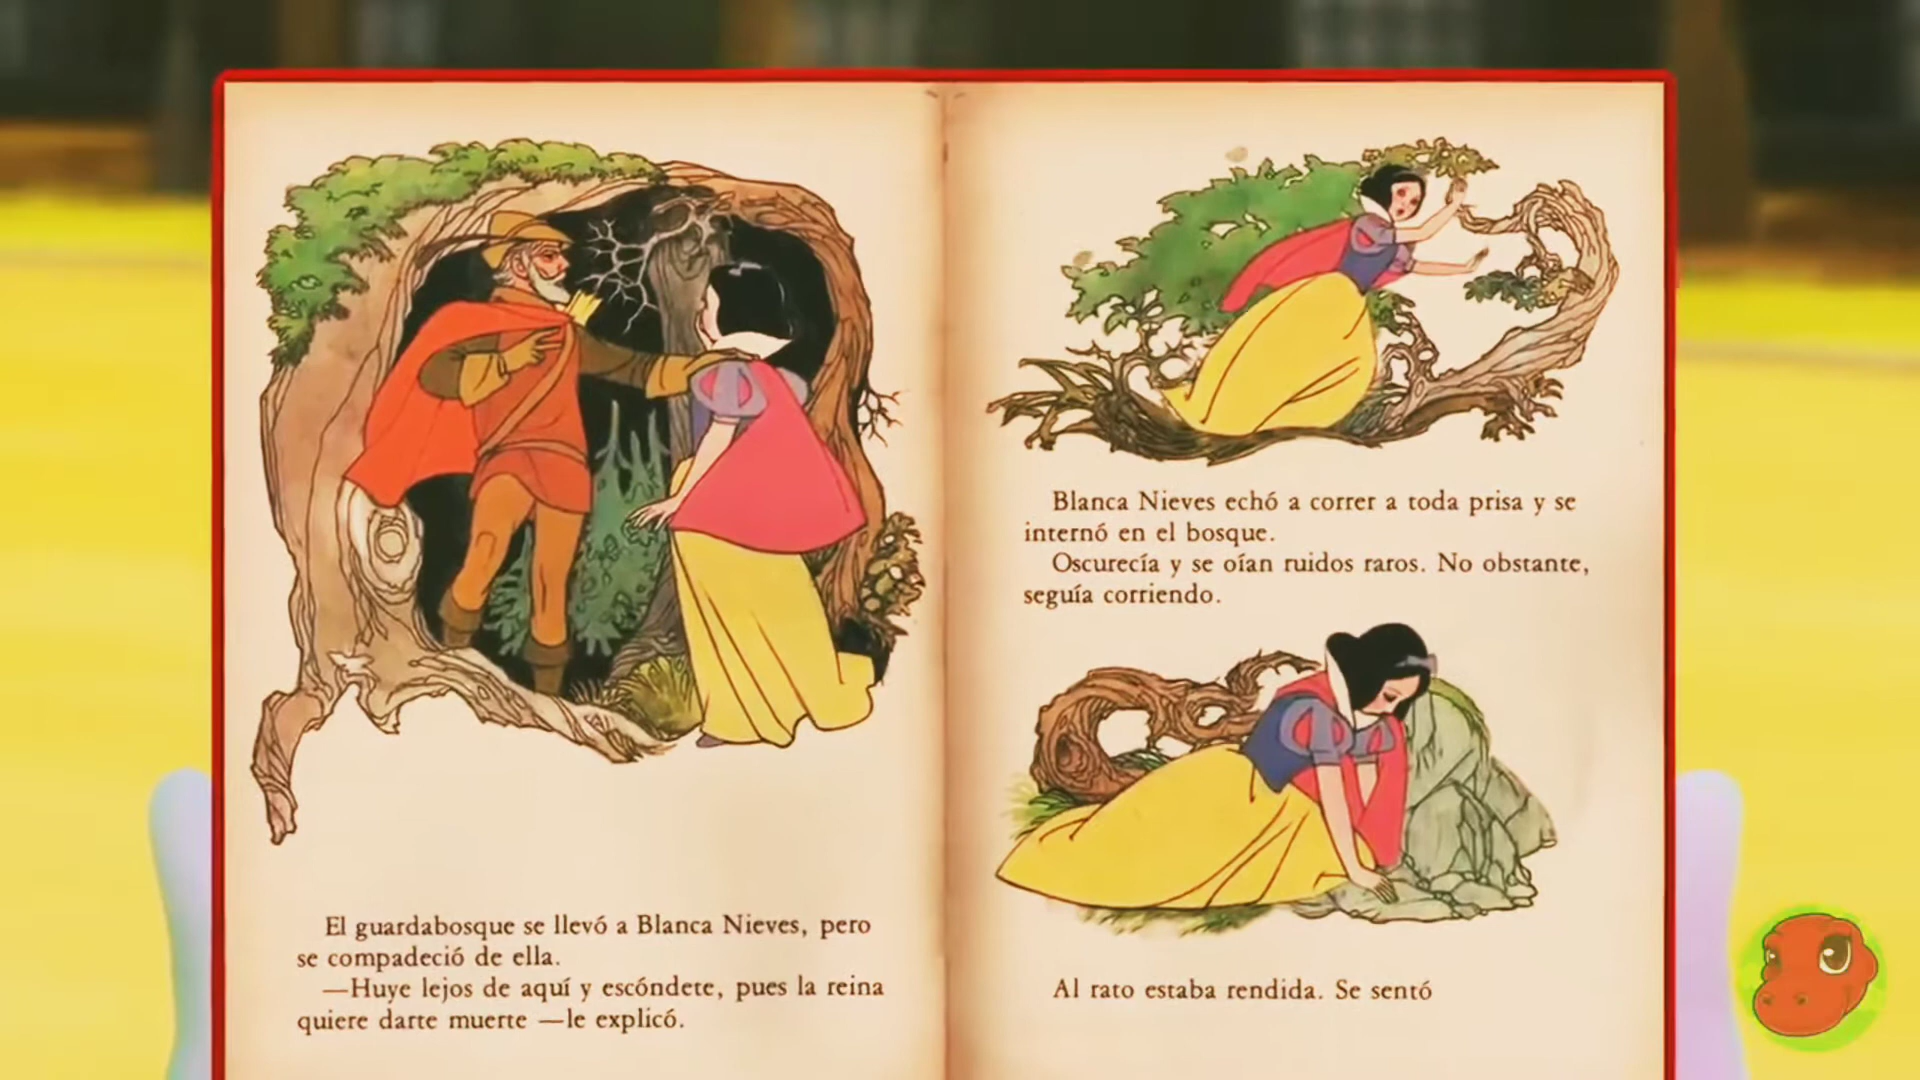 El guardabosque se llevó a Blanca Nieves, pero
se compadeció de ella.
—Huye lejos de aquí y escóndete, pues la reina
quiere darte muerte —le explicó.
Blanca Nieves echó a correr a toda prisa y se
internó en el bosque.
Oscurecía y se oían ruidos raros. No obstante,
seguía corriendo.
Al rato estaba rendida. Se sentó